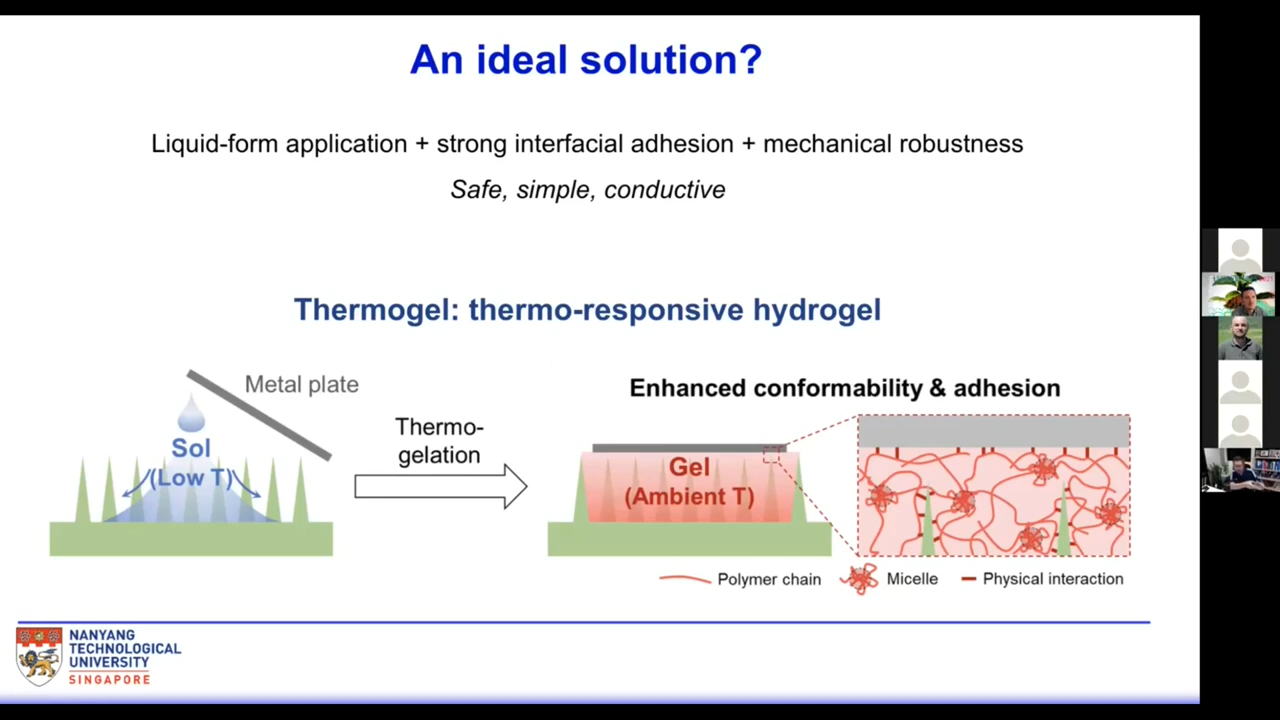 An ideal solution?
Liquid-form application + strong interfacial adhesion + mechanical robustness
Safe, simple, conductive
Thermogel: thermo-responsive hydrogel
Metal plate
Sol
(Low T)
Thermo-
gelation
Enhanced conformability & adhesion
Gel
(Ambient T)
Polymer chain
Micelle
Physical interaction
NANYANG
TECHNOLOGICAL
UNIVERSITY
SINGAPORE